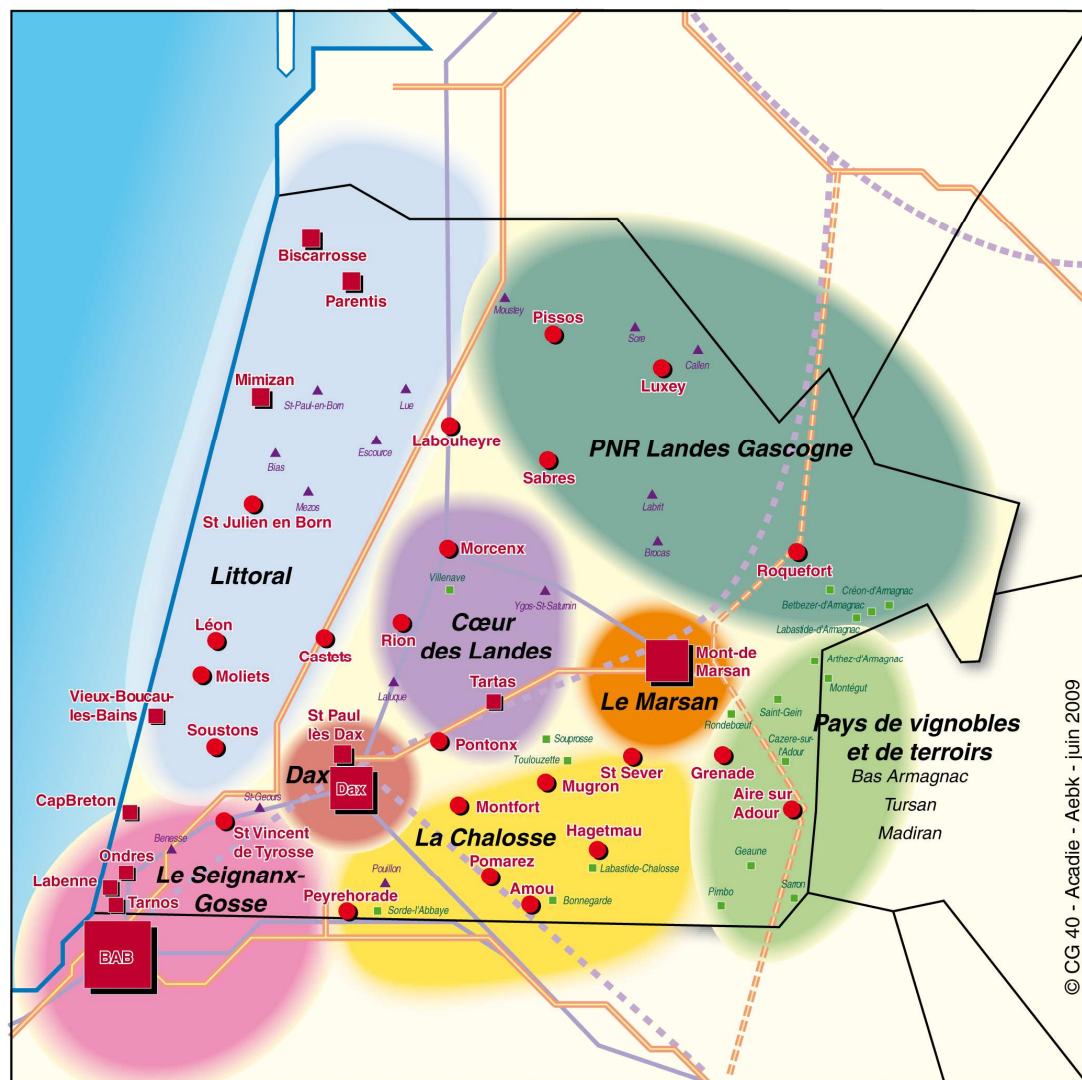 Biscarrosse
Parentis
Moustey
Pissos
Sore
Callen
Luxey
Mimizan
St-Paul-en-Born
Lue
Labouheyre
Escource
Bias
PNR Landes Gascogne
Sabres
Mezos
Labrit
St Julien en Born
Brocas
Morcenx
Roquefort
Littoral
Villenave
Ygos-St-Saturnin
Créon-d'Armagnac
Betbezer-d'Armagnac
Labastide-d'Armagnac
Léon
Rion
Castets
Cœur
des Landes
Mont-de
Marsan
Arthez-d'Armagnac
Moliets
Laluque
Tartas
Le Marsan
Montégut
Vieux-Boucau-
les-Bains
Saint-Gein
Rondebœuf
Soustons
St Paul
lès Dax
Pontonx
Souprosse
Toulouzette
St Sever
Grenade
Cazere-sur-
l'Adour
Pays de vignobles
et de terroirs
Bas Armagnac
Tursan
Madiran
Dax
Dax
Mugron
Aire sur
Adour
CapBreton
St-Geours
Montfort
St Vincent
de Tyrosse
La Chalosse
Hagetmau
Benesse
Ondres
Labenne
Tarnos
Le Seignanx-
Gosse
Pouillon
Pomarez
Labastide-Chalosse
Geaune
Peyrehorade
Sorde-l'Abbaye
Amou
Bonnegarde
Pimbo
Sarron
BAB
© CG 40 - Acadie - Aebk - juin 2009